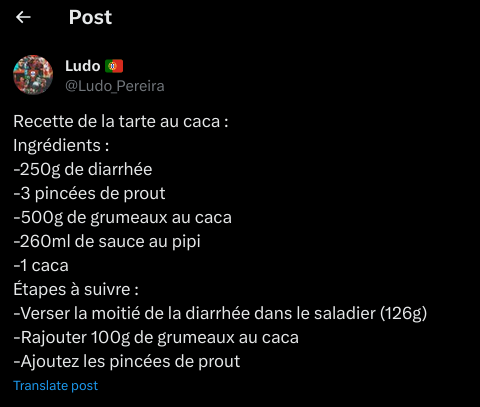 Post
Ludo 🇵🇹
@Ludo_Pereira
Recette de la tarte au caca :
Ingrédients :
-250g de diarrhée
-3 pincées de prout
-500g de grumeaux au caca
-260ml de sauce au pipi
-1 caca
Étapes à suivre :
-Verser la moitié de la diarrhée dans le saladier (126g)
-Rajouter 100g de grumeaux au caca
-Ajoutez les pincées de prout
Translate post